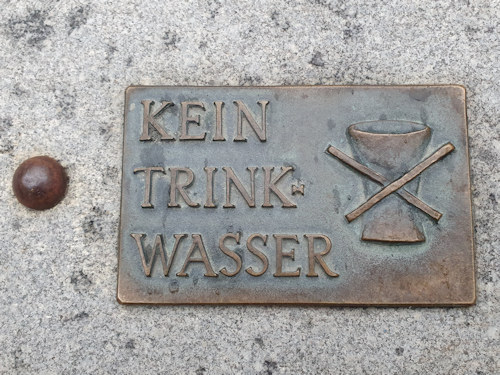 KEIN
TRINK-
WASSER